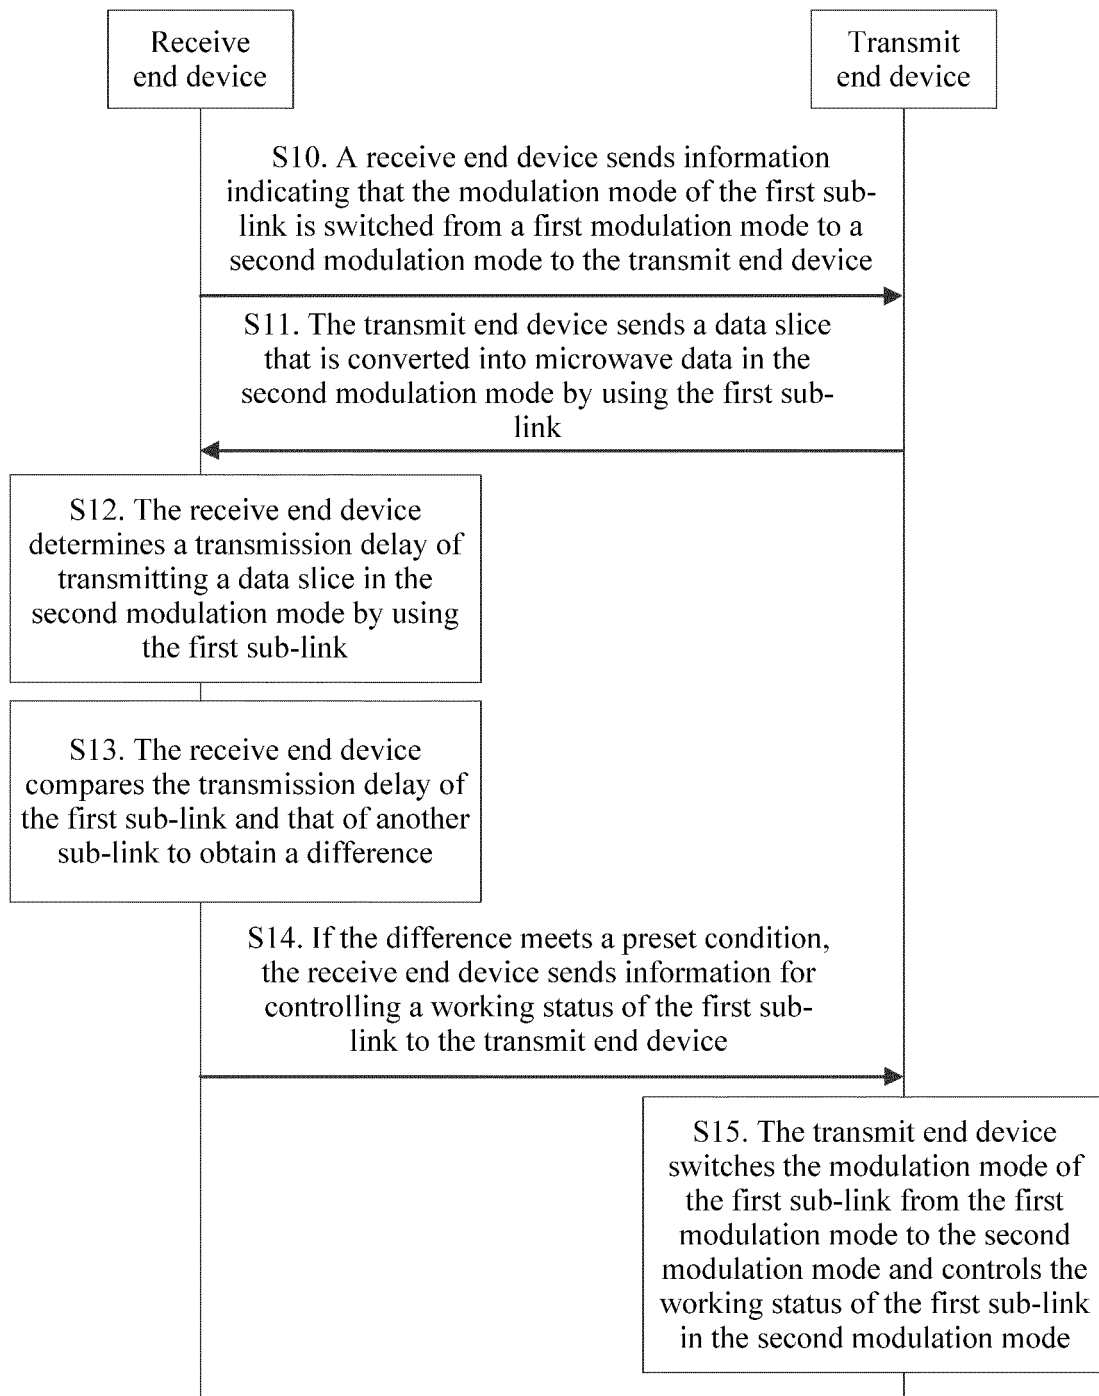 Receive
end device
Transmit
end device
S10. A receive end device sends information
indicating that the modulation mode of the first sub-
link is switched from a first modulation mode to a
second modulation mode to the transmit end device
S11. The transmit end device sends a data slice
that is converted into microwave data in the
second modulation mode by using the first sub-
link
S12. The receive end device
determines a transmission delay of
transmitting a data slice in the
second modulation mode by using
the first sub-link
S13. The receive end device
compares the transmission delay of
the first sub-link and that of another
sub-link to obtain a difference
S14. If the difference meets a preset condition,
the receive end device sends information for
controlling a working status of the first sub-
link to the transmit end device
S15. The transmit end device
switches the modulation mode of
the first sub-link from the first
modulation mode to the second
modulation mode and controls the
working status of the first sub-link
in the second modulation mode